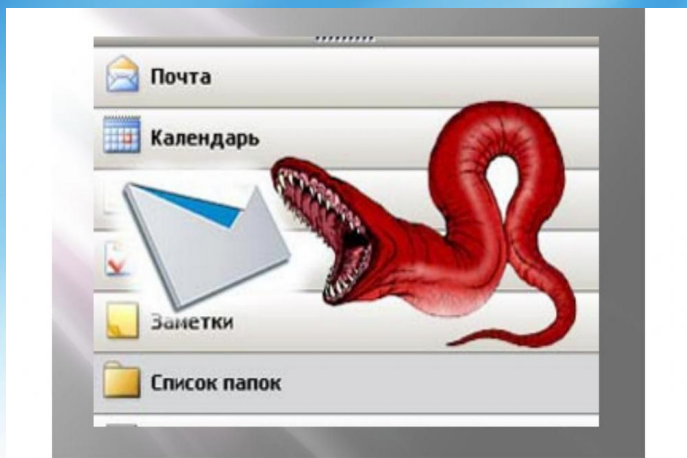 Почта
Календарь
Заметки
Список папок